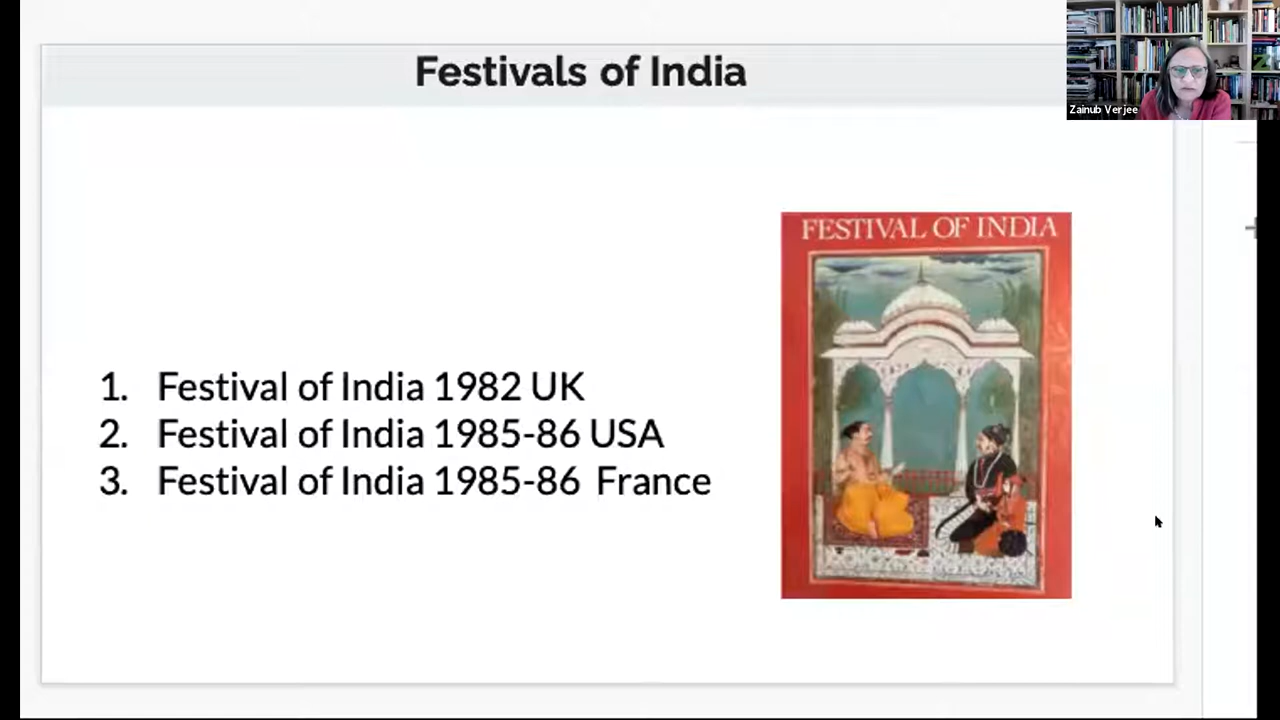 Festivals of India
Zainub Verjee
FESTIVAL OF INDIA
1. Festival of India 1982 UK
2. Festival of India 1985-86 USA
3. Festival of India 1985-86 France